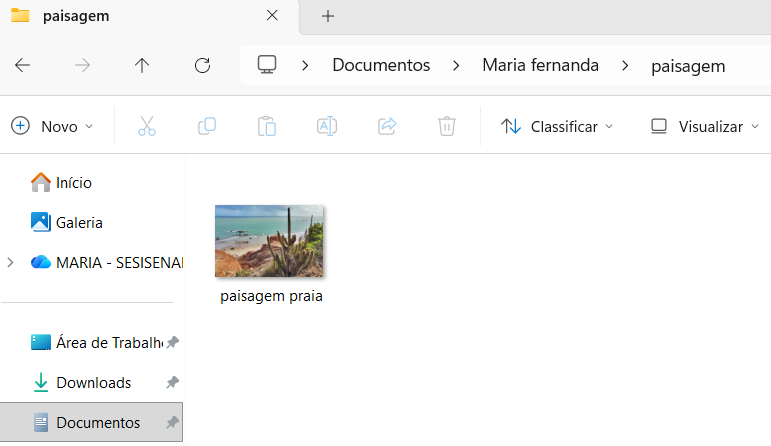 paisagem
Documentos > Maria fernanda > paisagem
Novo
Classificar
Visualizar
Início
Galeria
MARIA - SESISENAI
paisagem praia
Área de Trabalho
Downloads
Documentos